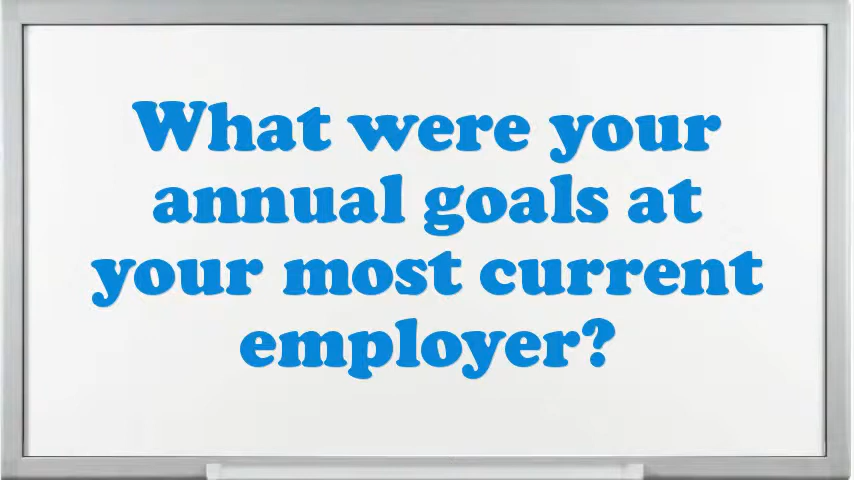 What were your
annual goals at
your most current
employer?